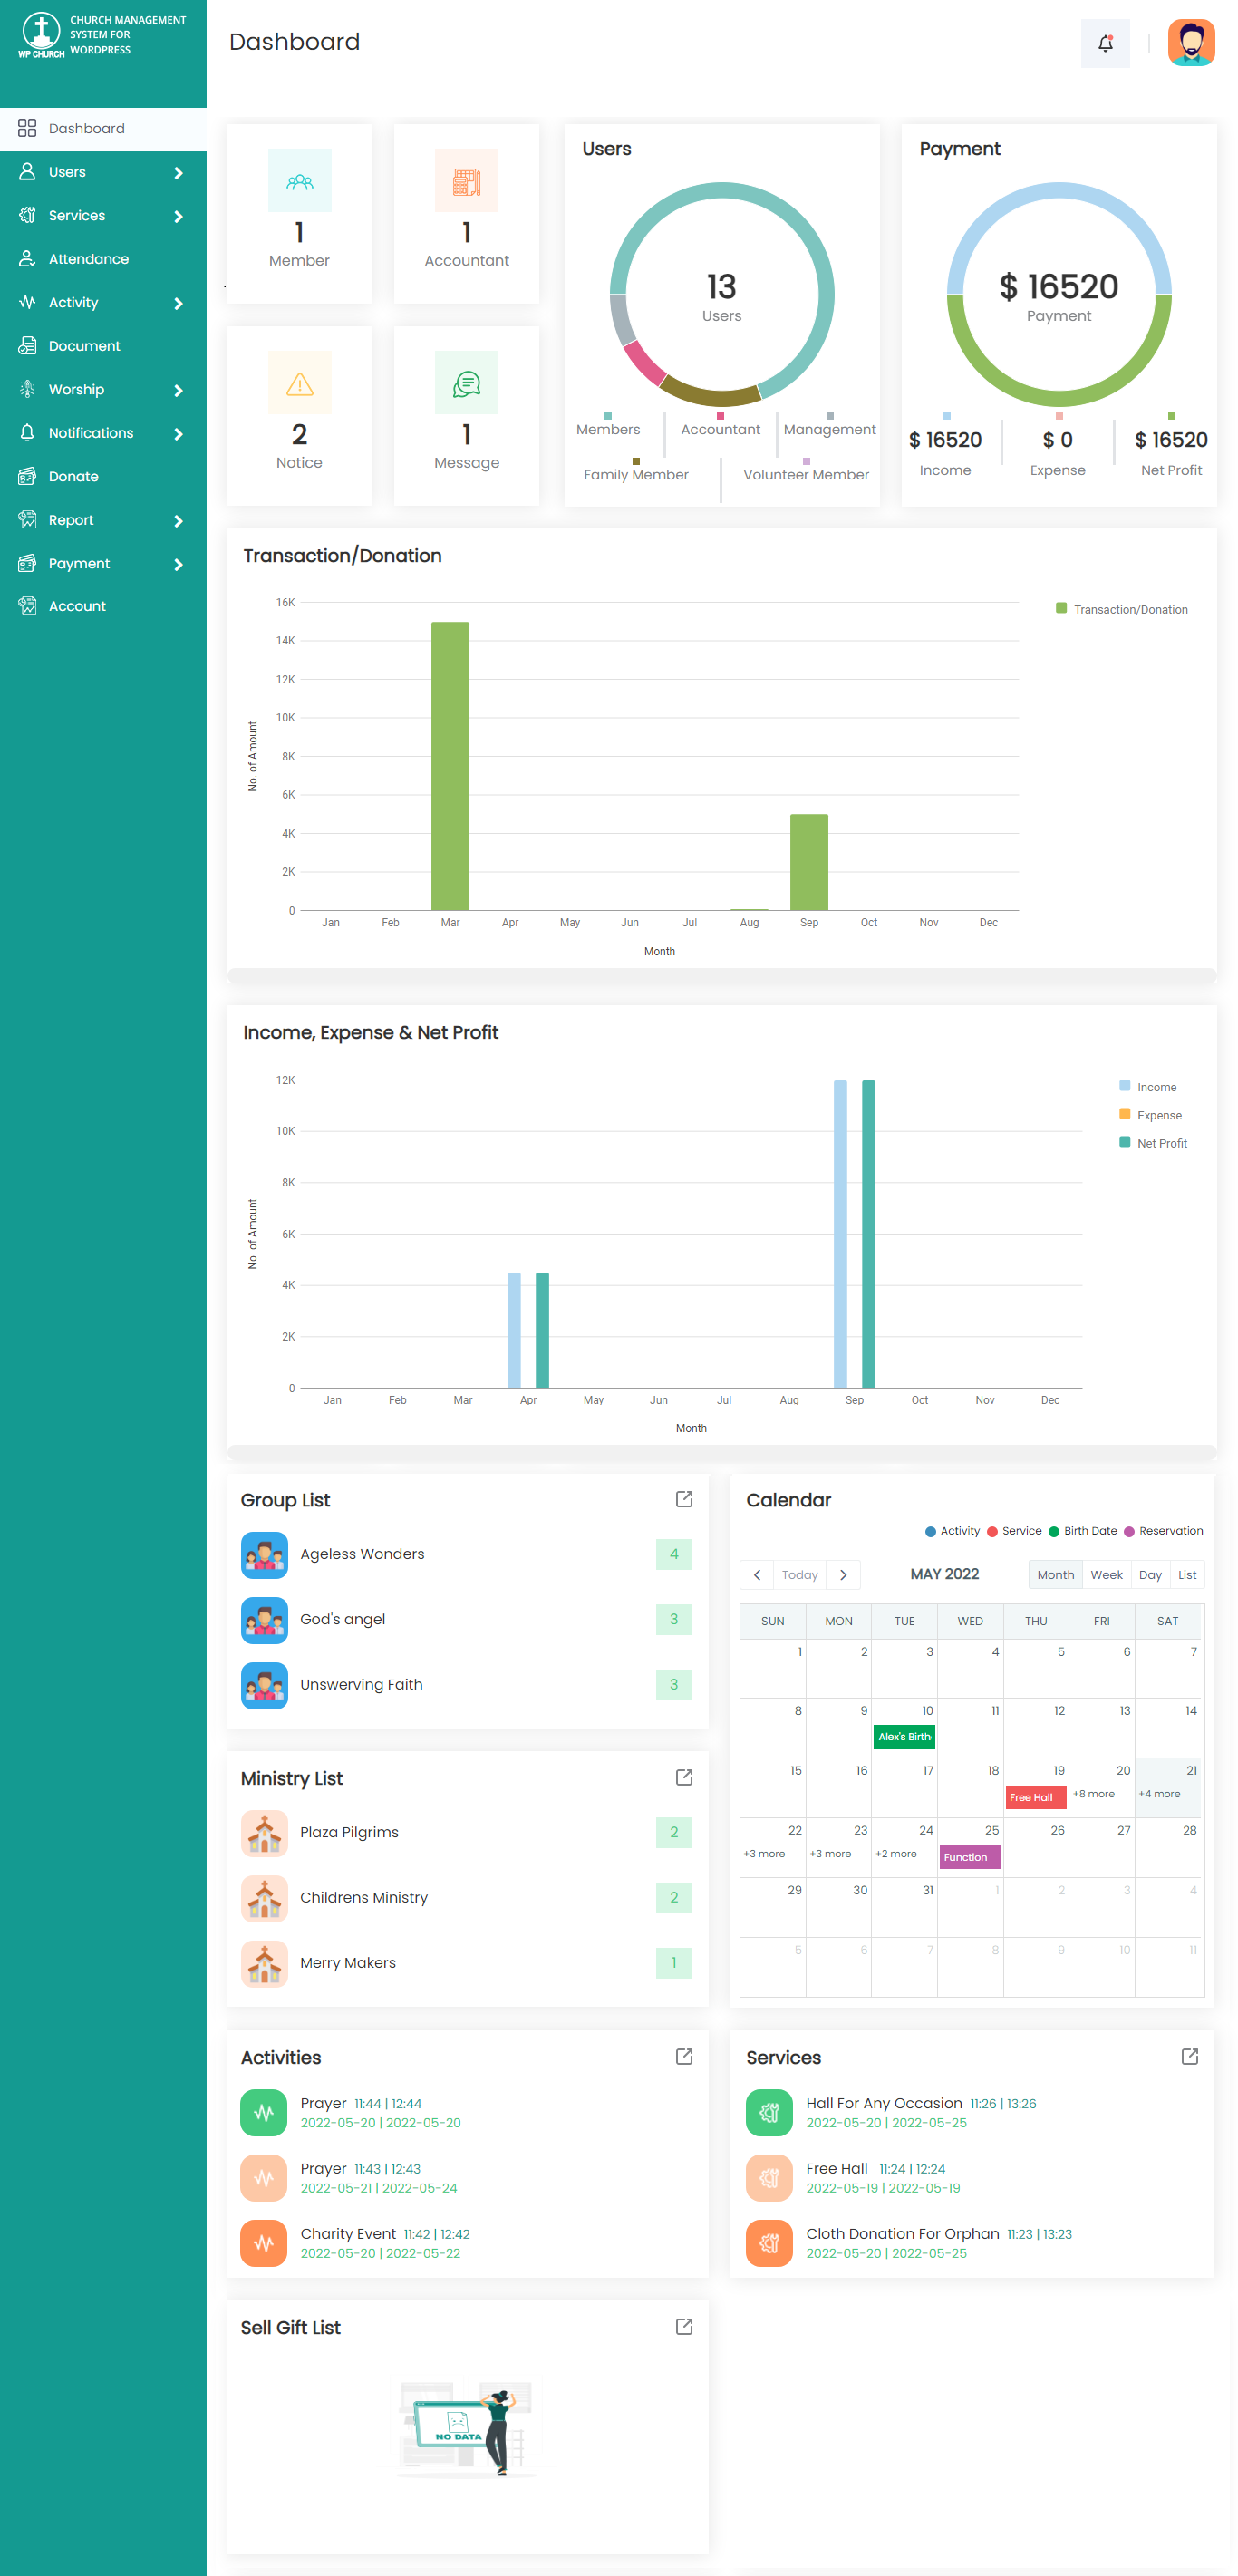 CHURCH MANAGEMENT
SYSTEM FOR
WORDPRESS
WP CHURCH
Dashboard
Dashboard
Users
Services
Attendance
Activity
Document
Worship
Notifications
Donate
Report
Payment
Account
1
Member
1
Accountant
2
Notice
1
Message
Users
13
Users
Members
Accountant
Management
Family Member
Volunteer Member
Payment
$ 16520
Payment
$ 16520
Income
$ 0
Expense
$ 16520
Net Profit
Transaction/Donation
16K
14K
12K
10K
8K
6K
4K
2K
0
No. of Amount
Jan Feb Mar Apr May Jun Jul Aug Sep Oct Nov Dec
Month
Transaction/Donation
Income, Expense & Net Profit
12K
10K
8K
6K
4K
2K
0
No. of Amount
Jan Feb Mar Apr May Jun Jul Aug Sep Oct Nov Dec
Month
Income
Expense
Net Profit
Group List
Ageless Wonders 4
God's angel 3
Unswerving Faith 3
Ministry List
Plaza Pilgrims 2
Childrens Ministry 2
Merry Makers 1
Calendar
Activity Service Birth Date Reservation
Today MAY 2022 Month Week Day List
SUN MON TUE WED THU FRI SAT
1 2 3 4 5 6 7
8 9 10 11 12 13 14
Alex's Birth
15 16 17 18 19 20 21
Free Hall +8 more +4 more
22 23 24 25 26 27 28
+3 more +3 more +2 more Function
29 30 31 1 2 3 4
5 6 7 8 9 10 11
Activities
Prayer 11:44 | 12:44
2022-05-20 | 2022-05-20
Prayer 11:43 | 12:43
2022-05-21 | 2022-05-24
Charity Event 11:42 | 12:42
2022-05-20 | 2022-05-22
Services
Hall For Any Occasion 11:26 | 13:26
2022-05-20 | 2022-05-25
Free Hall 11:24 | 12:24
2022-05-19 | 2022-05-19
Cloth Donation For Orphan 11:23 | 13:23
2022-05-20 | 2022-05-25
Sell Gift List
NO DATA